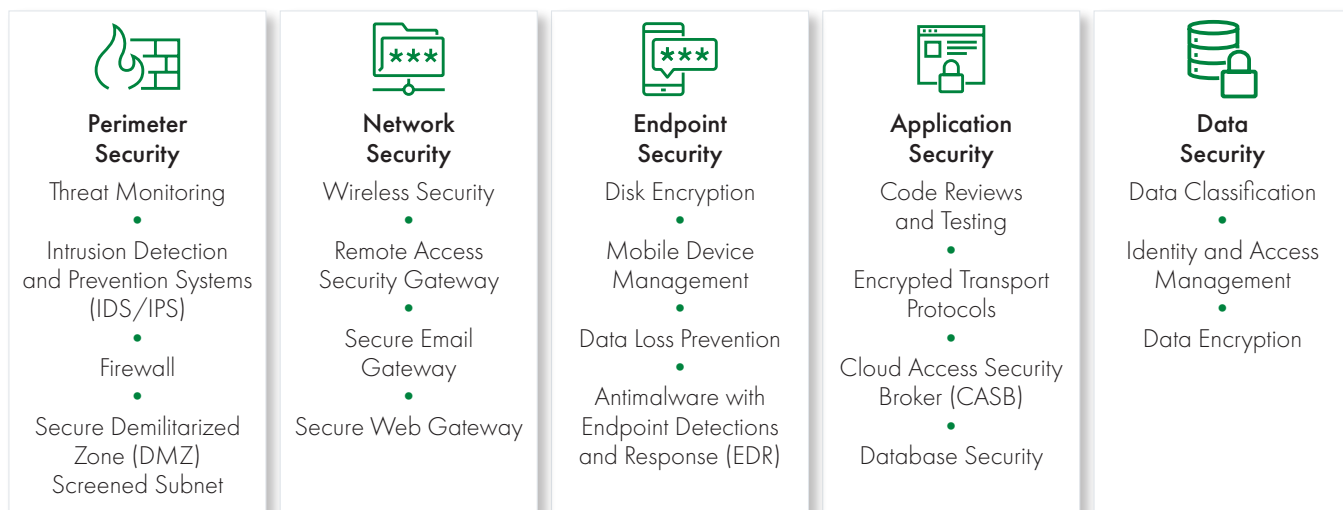 ***
***
Perimeter
Security
Threat Monitoring
•
Intrusion Detection
and Prevention Systems
(IDS/IPS)
•
Firewall
•
Secure Demilitarized
Zone (DMZ)
Screened Subnet
Network
Security
Wireless Security
•
Remote Access
Security Gateway
•
Secure Email
Gateway
•
Secure Web Gateway
Endpoint
Security
Disk Encryption
•
Mobile Device
Management
•
Data Loss Prevention
•
Antimalware with
Endpoint Detections
and Response (EDR)
Application
Security
Code Reviews
and Testing
•
Encrypted Transport
Protocols
•
Cloud Access Security
Broker (CASB)
•
Database Security
Data
Security
Data Classification
•
Identity and Access
Management
•
Data Encryption